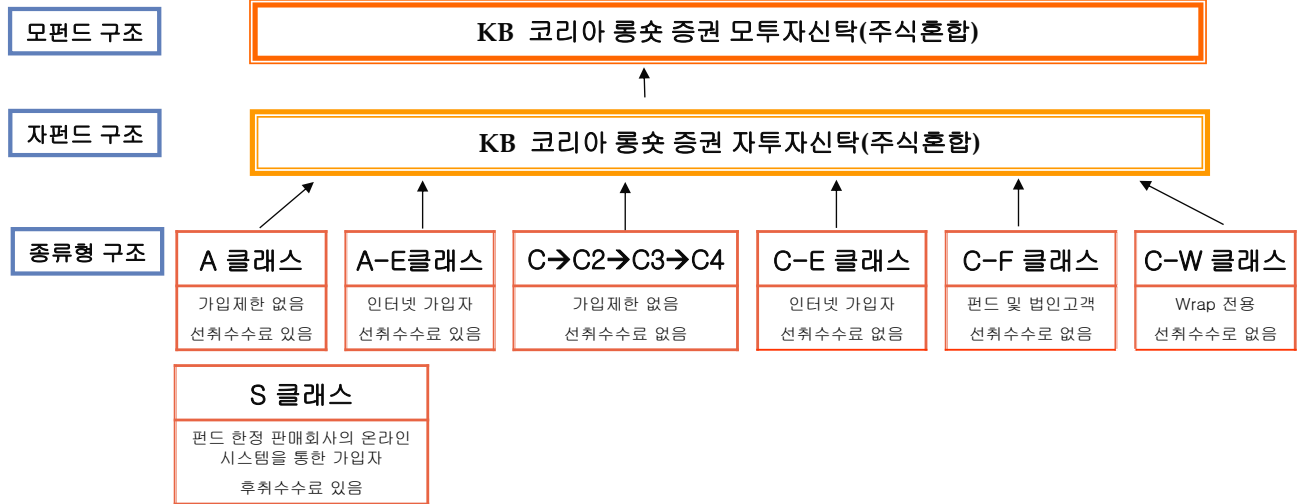 모펀드 구조
KB 코리아 롱숏 증권 모투자신탁(주식혼합)
자펀드 구조
KB 코리아 롱숏 증권 자투자신탁(주식혼합)
종류형 구조
A 클래스
가입제한 없음
선취수수료 있음
A-E클래스
인터넷 가입자
선취수수료 있음
C→C2→C3→C4
가입제한 없음
선취수수료 없음
C-E 클래스
인터넷 가입자
선취수수료 없음
C-F 클래스
펀드 및 법인고객
선취수수로 없음
C-W 클래스
Wrap 전용
선취수수로 없음
S 클래스
펀드 한정 판매회사의 온라인
시스템을 통한 가입자
후취수수료 있음